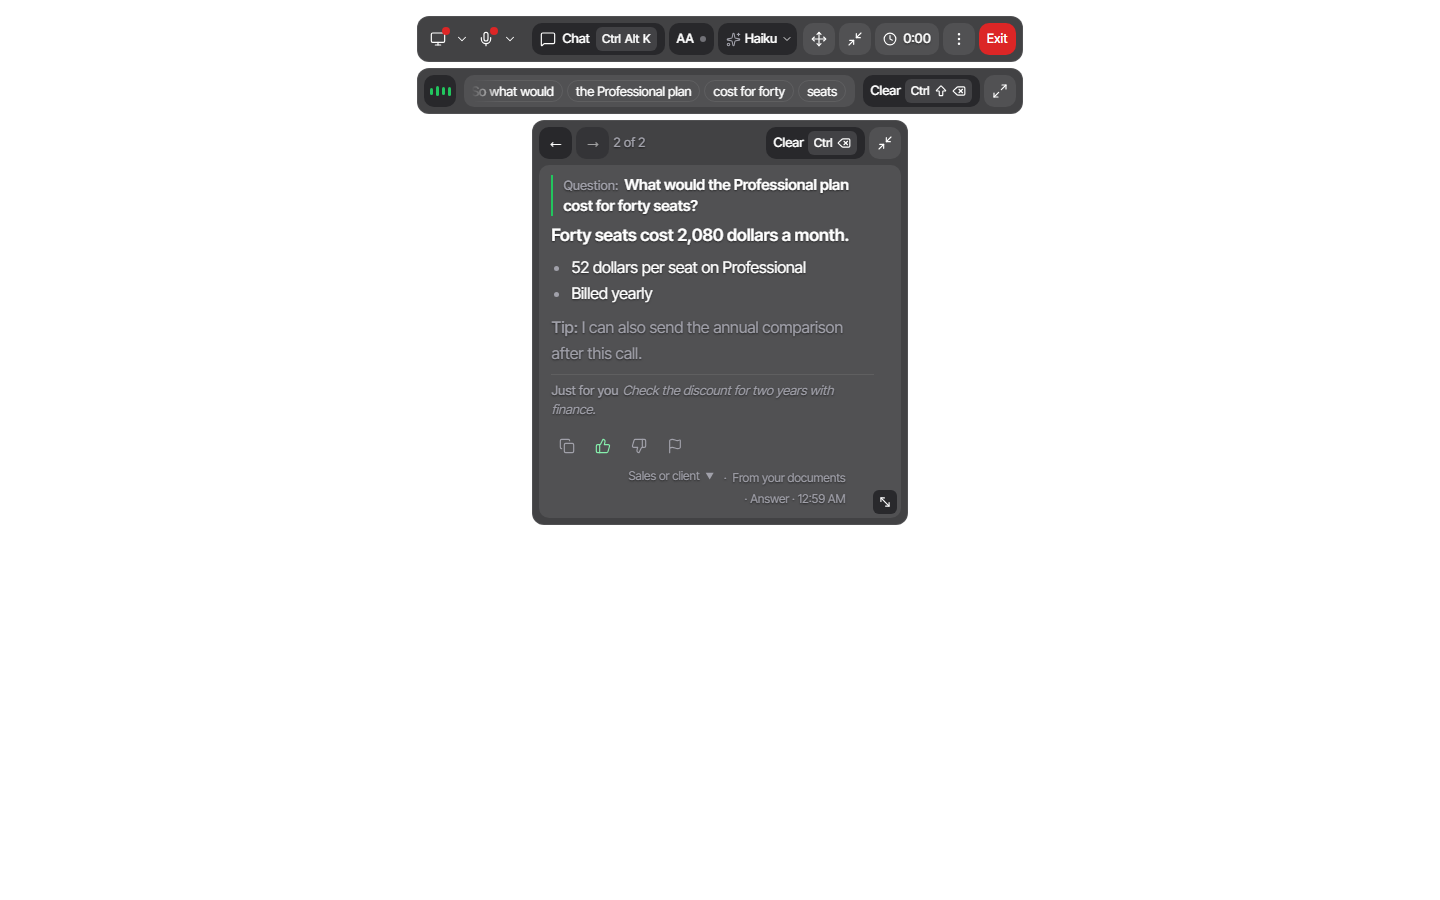 Chat Ctrl Alt K AA Haiku 0:00 Exit
So what would the Professional plan cost for forty seats Clear Ctrl
← → 2 of 2 Clear Ctrl
Question: What would the Professional plan
cost for forty seats?
Forty seats cost 2,080 dollars a month.
• 52 dollars per seat on Professional
• Billed yearly
Tip: I can also send the annual comparison
after this call.
Just for you Check the discount for two years with
finance.
Sales or client ▼ · From your documents
· Answer · 12:59 AM